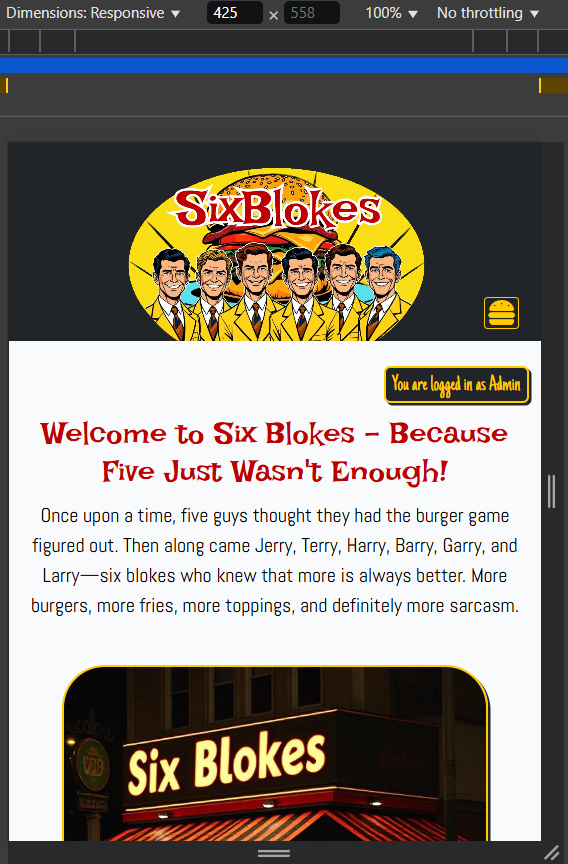 Dimensions: Responsive ▼ 425 × 558 100% ▼ No throttling ▼
SixBlokes
You are logged in as Admin
Welcome to Six Blokes – Because
Five Just Wasn't Enough!
Once upon a time, five guys thought they had the burger game
figured out. Then along came Jerry, Terry, Harry, Barry, Garry, and
Larry—six blokes who knew that more is always better. More
burgers, more fries, more toppings, and definitely more sarcasm.
Six Blokes